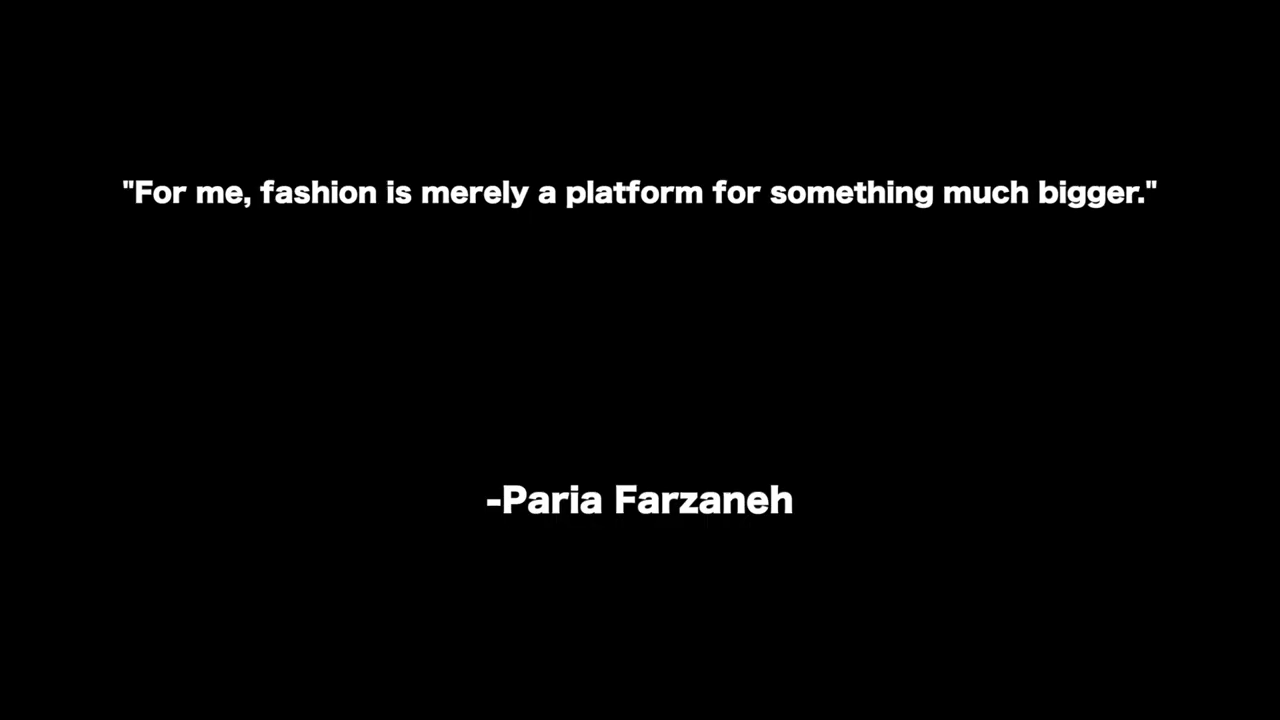 "For me, fashion is merely a platform for something much bigger."
-Paria Farzaneh